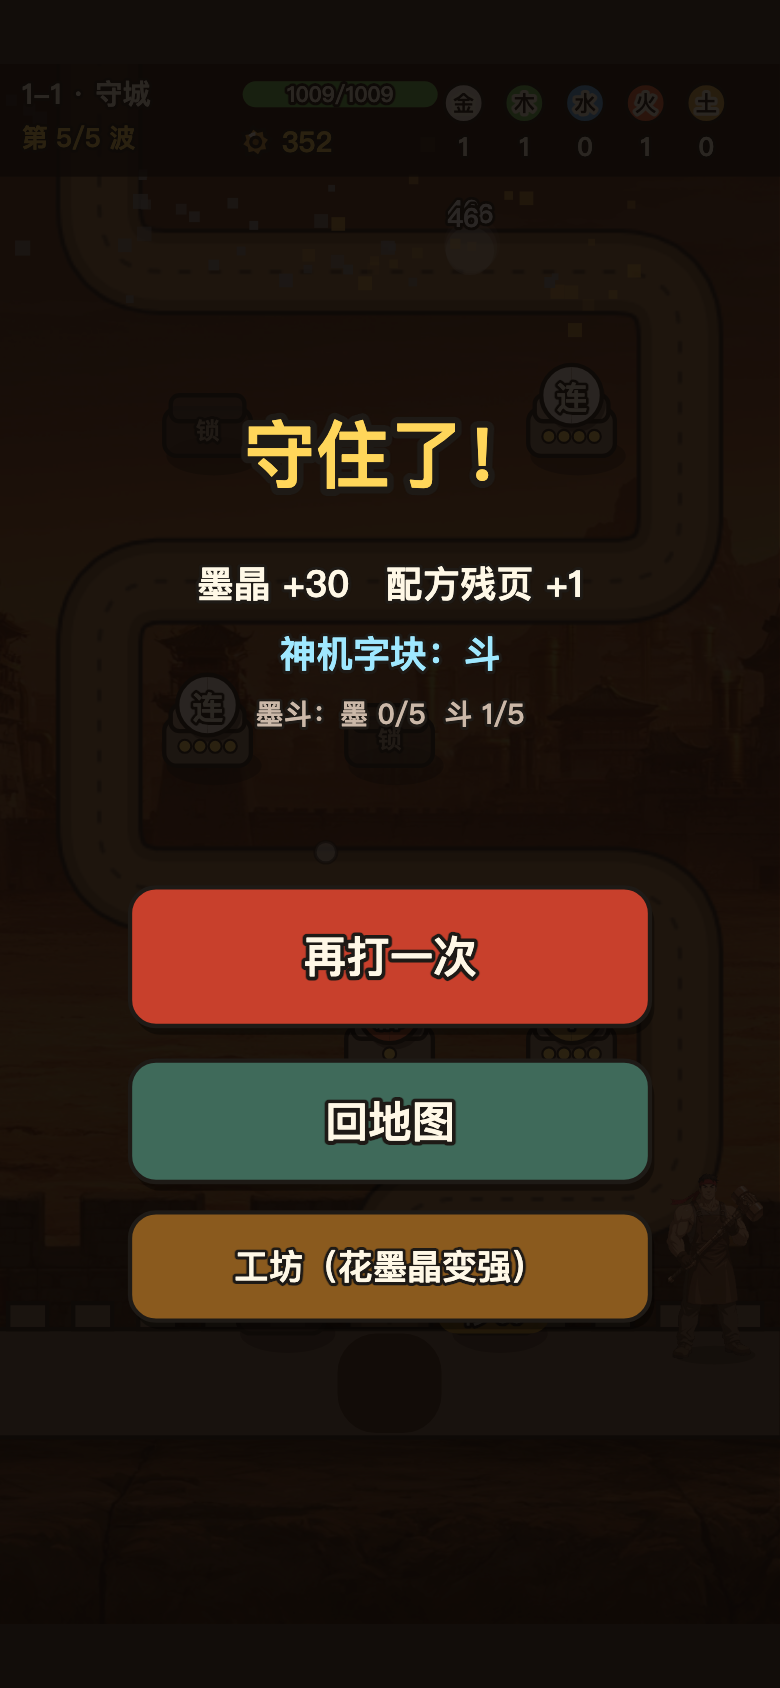 1-1 · 守城
1009/1009
金 木 水 火 土
第 5/5 波
352
1 1 0 1 0
466
连
锁
守住了!
墨晶 +30 配方残页 +1
神机字块：斗
连
墨斗：墨 0/5 斗 1/5
锁
再打一次
回地图
工坊（花墨晶变强）